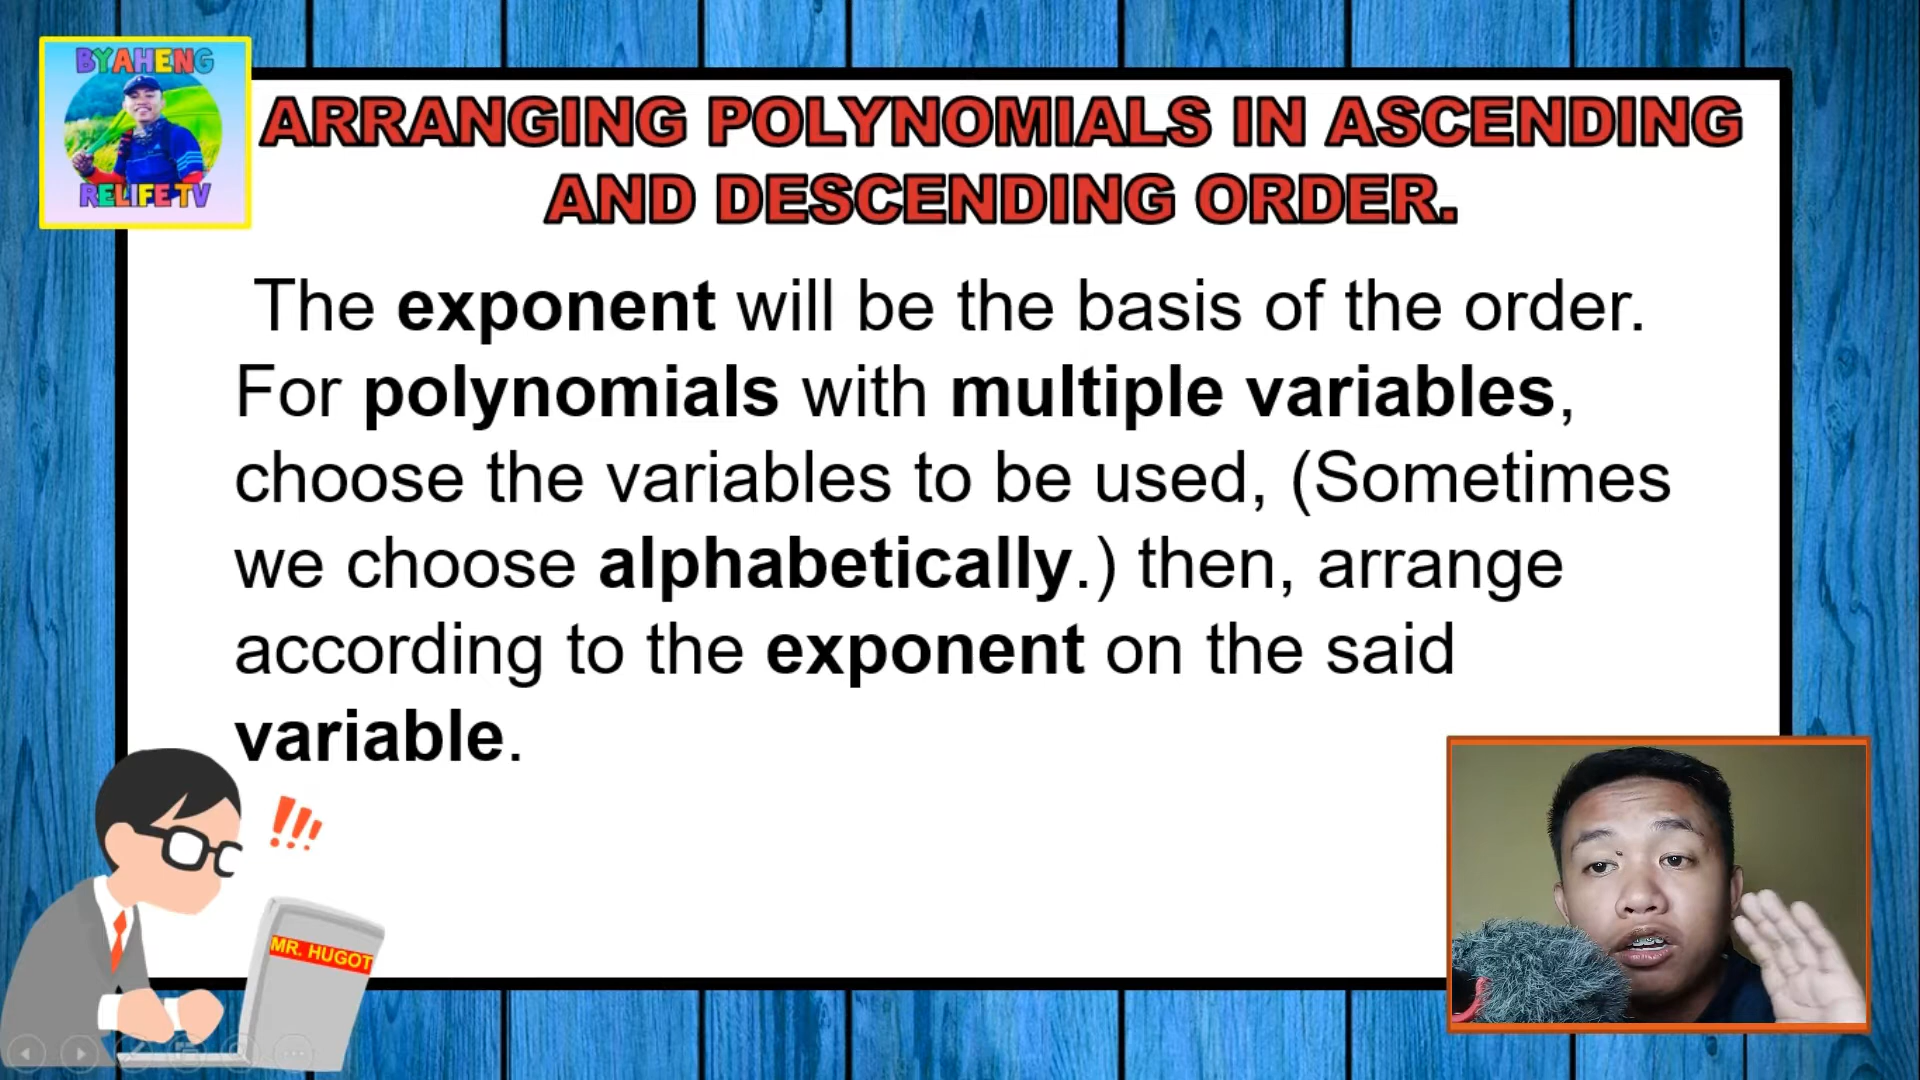 BYAHENG
RELIFE TV
ARRANGING POLYNOMIALS IN ASCENDING
AND DESCENDING ORDER.
The exponent will be the basis of the order.
For polynomials with multiple variables,
choose the variables to be used, (Sometimes
we choose alphabetically.) then, arrange
according to the exponent on the said
variable.
!!!
MR. HUGOT